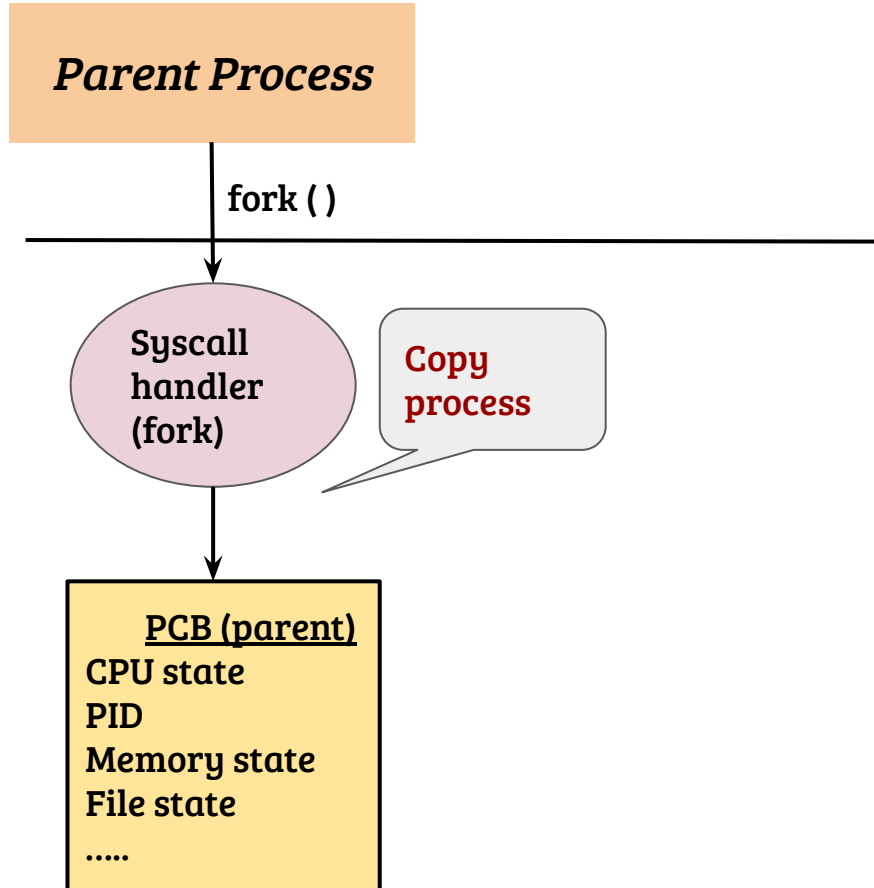 Parent Process
fork ( )
Syscall
handler
(fork)
Copy
process
PCB (parent)
CPU state
PID
Memory state
File state
.....